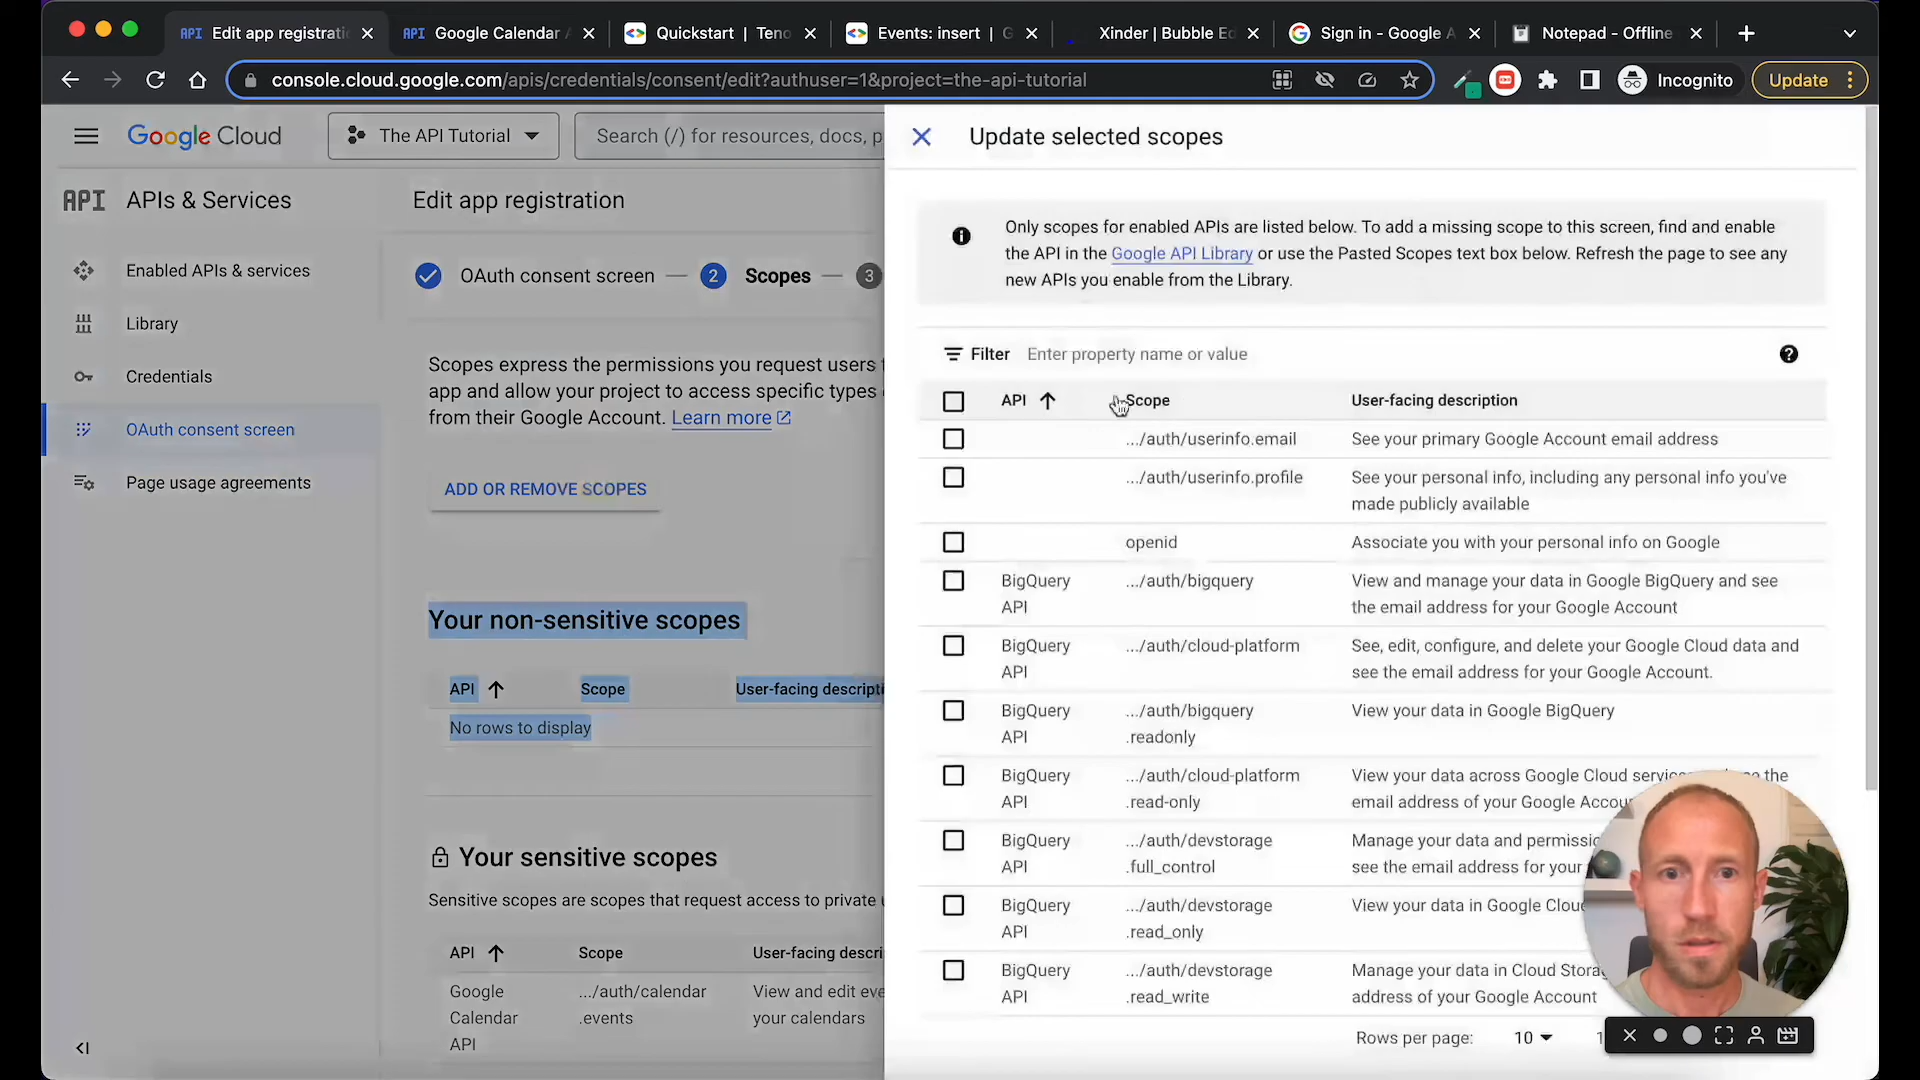 API Edit app registrati
API Google Calendar A
Quickstart | Teno
Events: insert | G
Xinder | Bubble Ed
Sign in - Google A
Notepad - Offline
console.cloud.google.com/apis/credentials/consent/edit?authuser=1&project=the-api-tutorial
Incognito
Update
Google Cloud
The API Tutorial
Search (/) for resources, docs, p
API APIs & Services
Enabled APIs & services
Library
Credentials
OAuth consent screen
Page usage agreements
Edit app registration
OAuth consent screen — 2 Scopes — 3
Scopes express the permissions you request users t
app and allow your project to access specific types
from their Google Account. Learn more
ADD OR REMOVE SCOPES
Your non-sensitive scopes
API Scope User-facing descripti
No rows to display
Your sensitive scopes
Sensitive scopes are scopes that request access to private u
API Scope User-facing descri
Google .../auth/calendar View and edit eve
Calendar .events your calendars
API
Update selected scopes
Only scopes for enabled APIs are listed below. To add a missing scope to this screen, find and enable
the API in the Google API Library or use the Pasted Scopes text box below. Refresh the page to see any
new APIs you enable from the Library.
Filter Enter property name or value
API Scope User-facing description
.../auth/userinfo.email See your primary Google Account email address
.../auth/userinfo.profile See your personal info, including any personal info you've
made publicly available
openid Associate you with your personal info on Google
BigQuery .../auth/bigquery View and manage your data in Google BigQuery and see
API the email address for your Google Account
BigQuery .../auth/cloud-platform See, edit, configure, and delete your Google Cloud data and
API see the email address for your Google Account.
BigQuery .../auth/bigquery View your data in Google BigQuery
API .readonly
BigQuery .../auth/cloud-platform View your data across Google Cloud servic the
API .read-only email address of your Google Accou
BigQuery .../auth/devstorage Manage your data and permissio
API .full_control see the email address for your
BigQuery .../auth/devstorage View your data in Google Clou
API .read_only
BigQuery .../auth/devstorage Manage your data in Cloud Storag
API .read_write address of your Google Account
Rows per page: 10 1